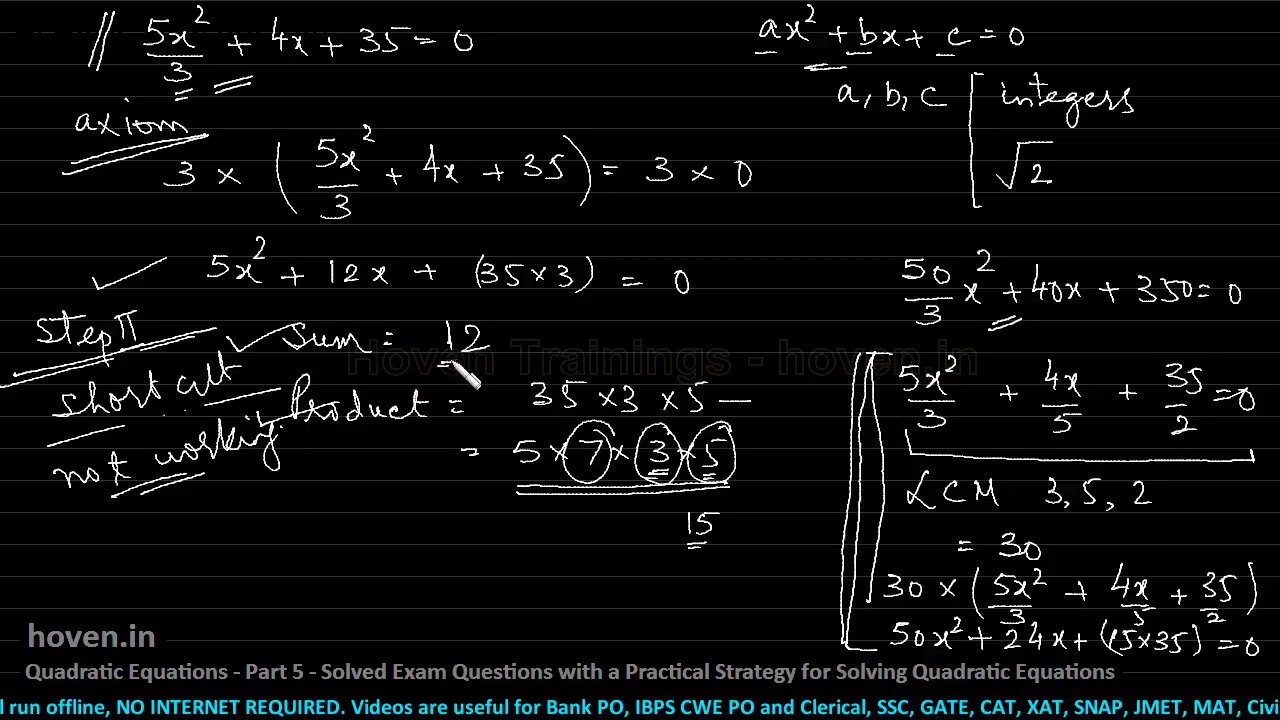 // 5x²/3 + 4x + 35 = 0
ax² + bx + c = 0
a, b, c
integers
√2
axiom
3 × (5x²/3 + 4x + 35) = 3 × 0
✓ 5x² + 12x + (35×3) = 0
50/3 x² + 40x + 350 = 0
Step II
✓ Sum = 12
Hoven Trainings - hoven.in
short cut
not working
Product = 35 × 3 × 5 —
= 5 × 7 × 3 × 5
15
5x²/3 + 4x/5 + 35/2 = 0
LCM 3, 5, 2
= 30
30 × (5x²/3 + 4x/5 + 35/2)
50x² + 24x + (15×35) = 0
hoven.in
Quadratic Equations - Part 5 - Solved Exam Questions with a Practical Strategy for Solving Quadratic Equations
l run offline, NO INTERNET REQUIRED. Videos are useful for Bank PO, IBPS CWE PO and Clerical, SSC, GATE, CAT, XAT, SNAP, JMET, MAT, Civi